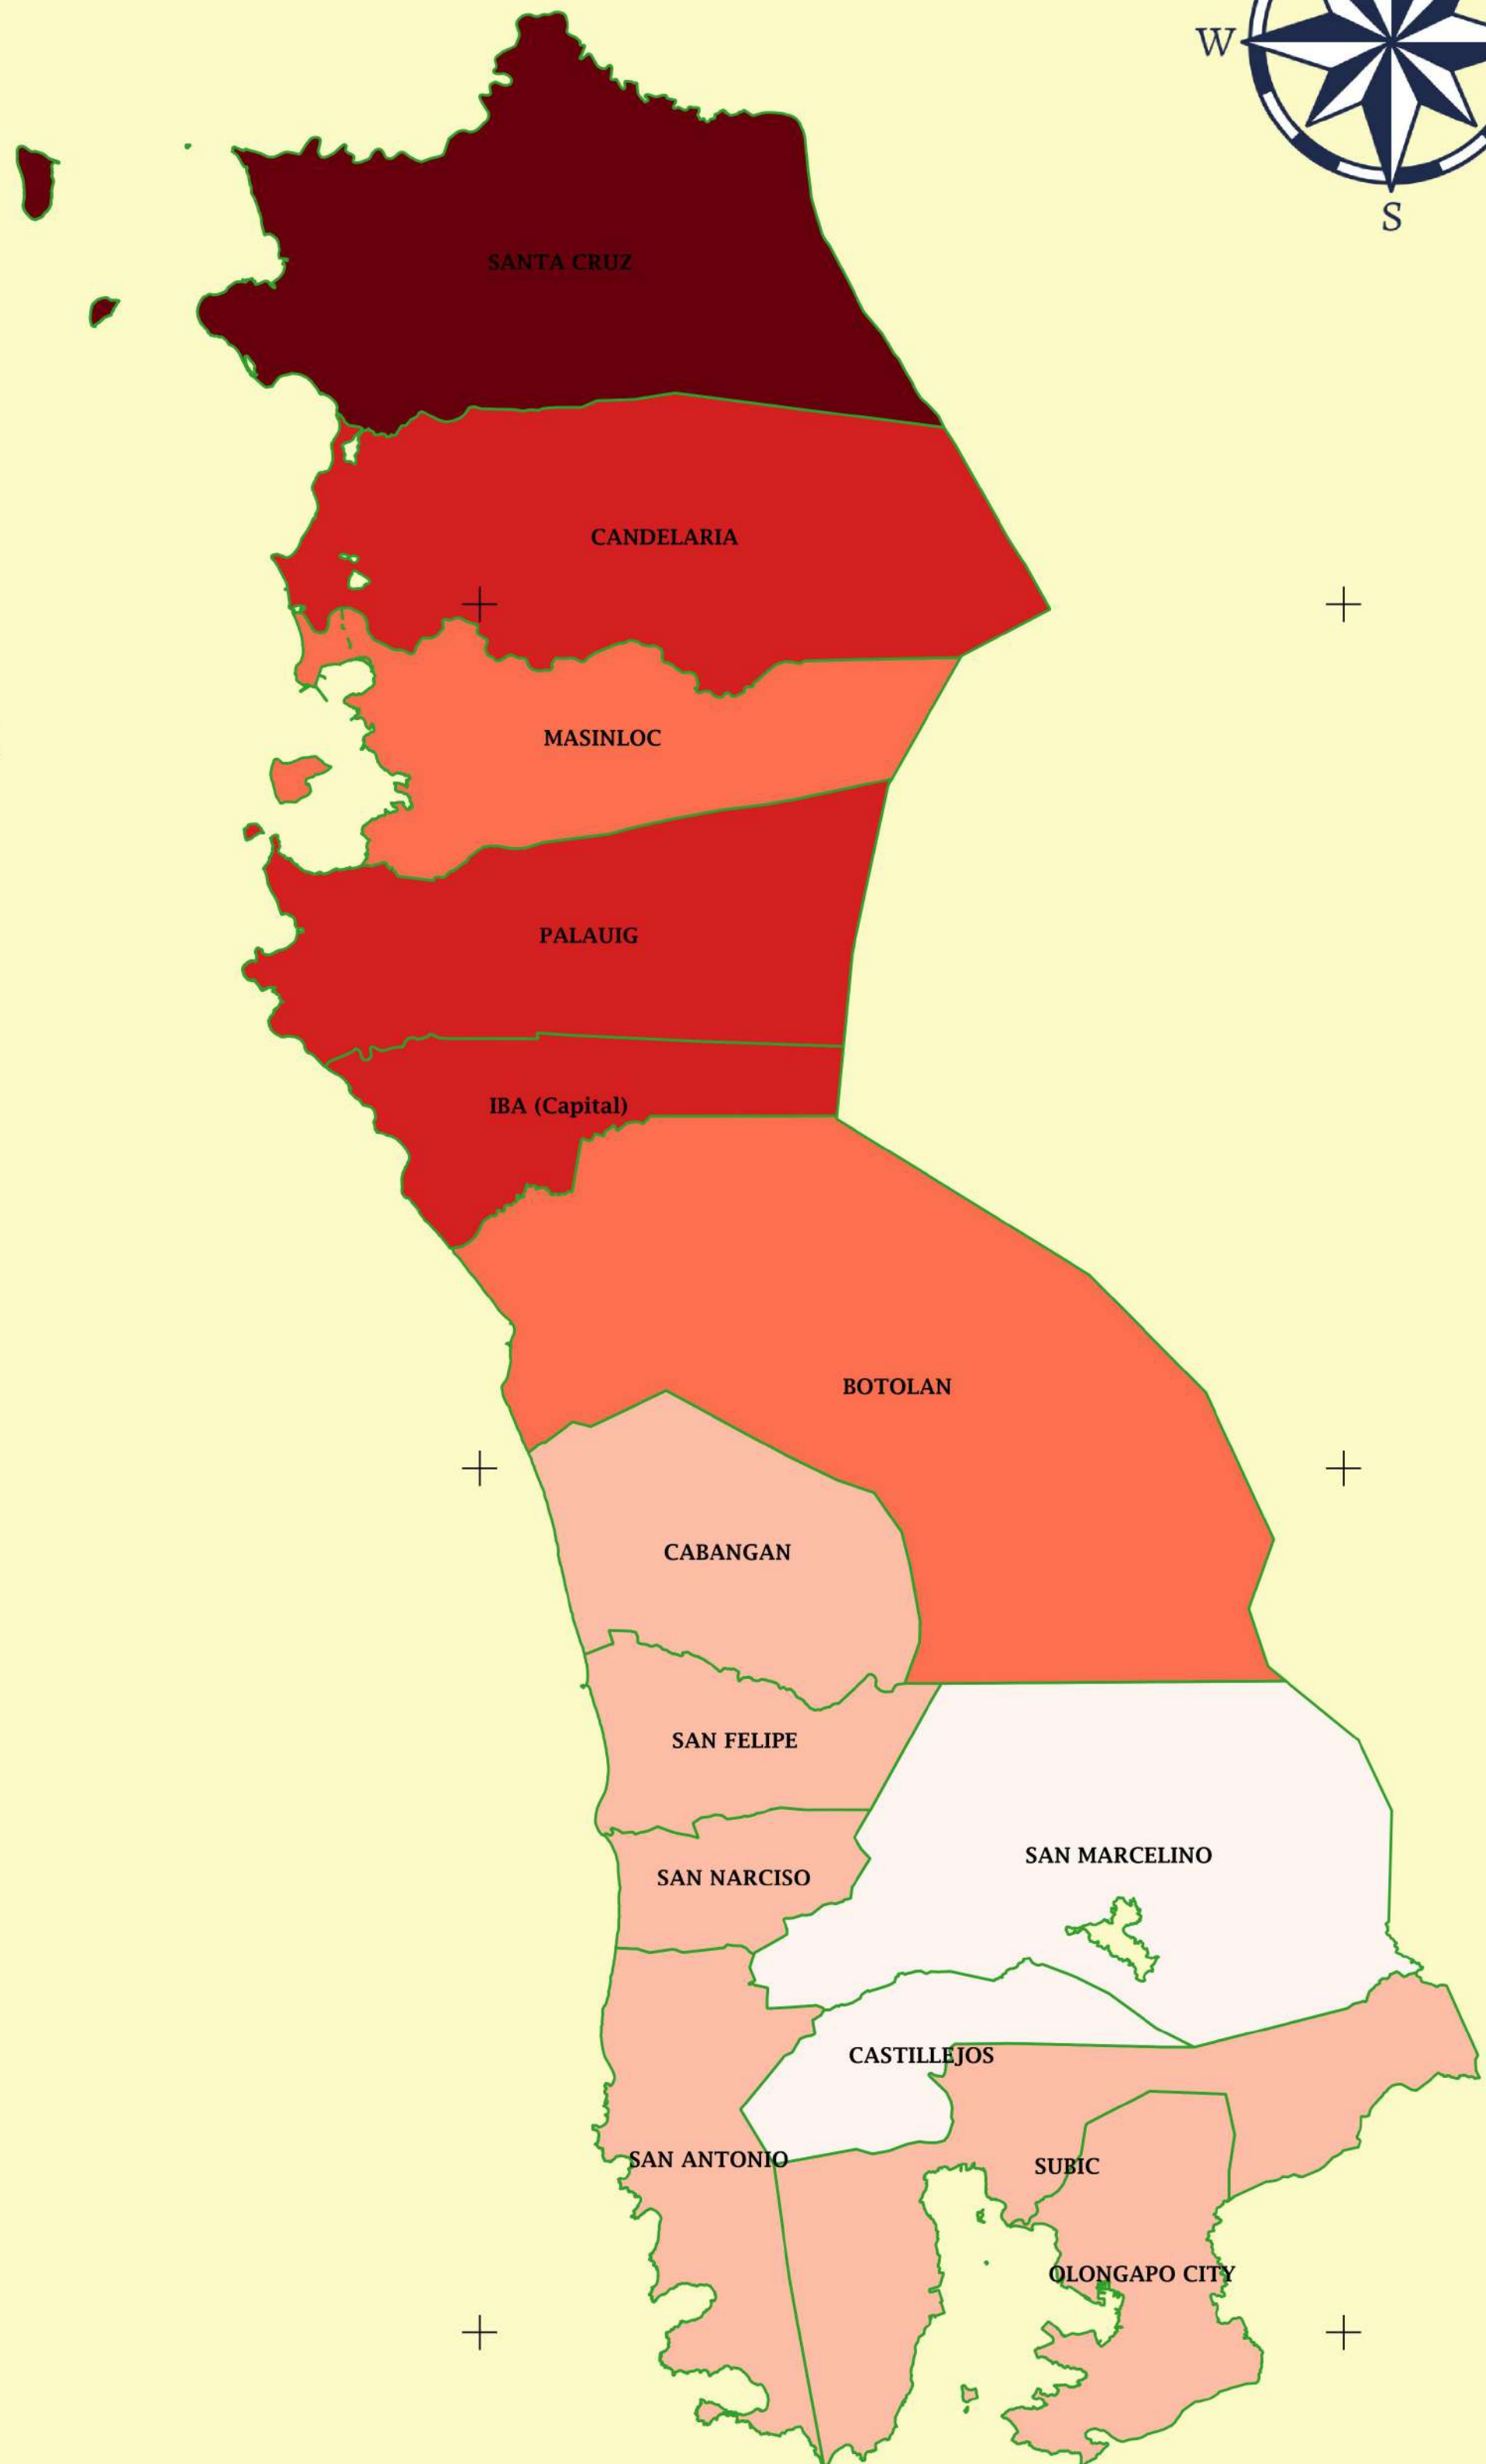 W
S
SANTA CRUZ
CANDELARIA
MASINLOC
PALAUIG
IBA (Capital)
BOTOLAN
CABANGAN
SAN FELIPE
SAN MARCELINO
SAN NARCISO
CASTILLEJOS
SAN ANTONIO
SUBIC
OLONGAPO CITY